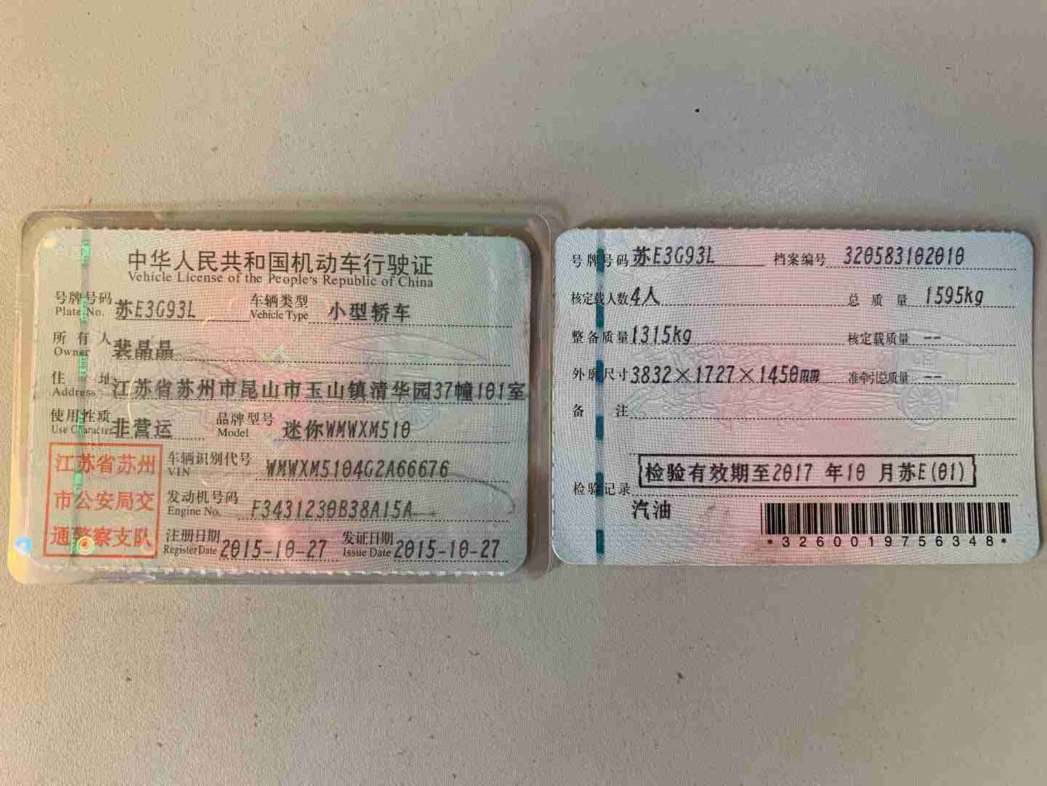 中华人民共和国机动车行驶证
Vehicle License of the People's Republic of China
号牌号码 苏E3G93L 车辆类型 小型轿车
Plate No. Vehicle Type
所有人 裴晶晶
Owner
住址 江苏省苏州市昆山市玉山镇清华园37幢101室
Address
使用性质 非营运 品牌型号 迷你WMWXM510
Use Character Model
江苏省苏州
市公安局交
通警察支队
车辆识别代号 WMWXM5104G2A66676
VIN
发动机号码 F3431230B38A15A
Engine No.
注册日期 2015-10-27 发证日期 2015-10-27
Register Date Issue Date
号牌号码 苏E3G93L 档案编号 320583102010
核定载人数 4人 总质量 1595kg
整备质量 1315kg 核定载质量 --
外廓尺寸 3832×1727×1450mm 准牵引总质量 --
备注
检验记录 检验有效期至2017 年10 月苏E(01)
汽油
*3260019756348*